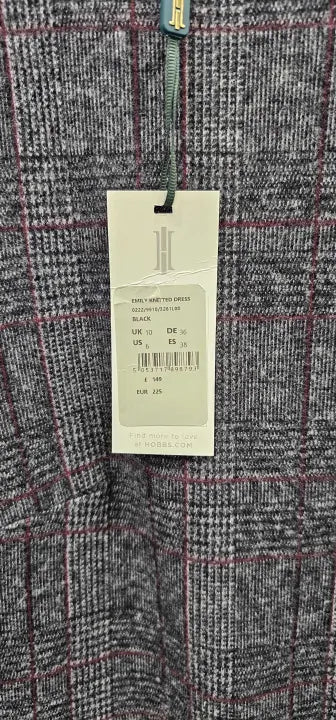 EMILY KNITTED DRESS
BLACK
UK 10 DE 36
US 6 ES 38
£ 149
EUR 225
Find more to love
at HOBBS.COM